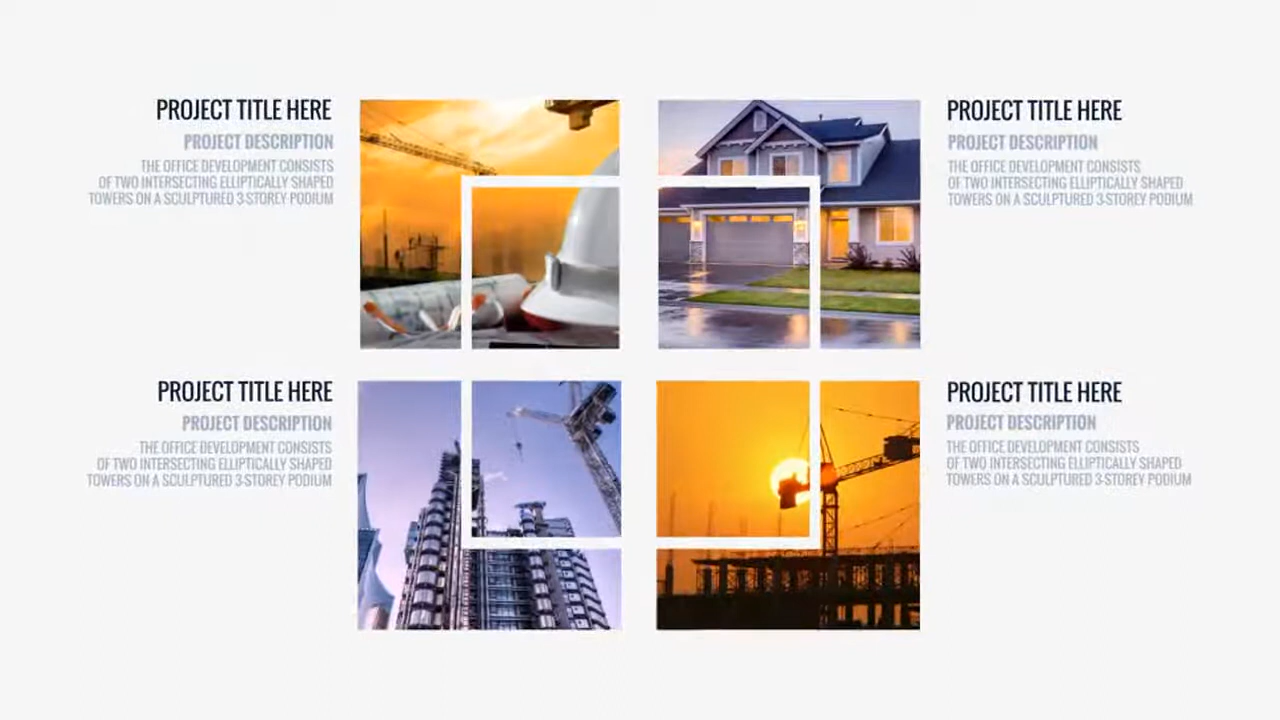 PROJECT TITLE HERE
PROJECT DESCRIPTION
THE OFFICE DEVELOPMENT CONSISTS
OF TWO INTERSECTING ELLIPTICALLY SHAPED
TOWERS ON A SCULPTURED 3-STOREY PODIUM
PROJECT TITLE HERE
PROJECT DESCRIPTION
THE OFFICE DEVELOPMENT CONSISTS
OF TWO INTERSECTING ELLIPTICALLY SHAPED
TOWERS ON A SCULPTURED 3-STOREY PODIUM
PROJECT TITLE HERE
PROJECT DESCRIPTION
THE OFFICE DEVELOPMENT CONSISTS
OF TWO INTERSECTING ELLIPTICALLY SHAPED
TOWERS ON A SCULPTURED 3-STOREY PODIUM
PROJECT TITLE HERE
PROJECT DESCRIPTION
THE OFFICE DEVELOPMENT CONSISTS
OF TWO INTERSECTING ELLIPTICALLY SHAPED
TOWERS ON A SCULPTURED 3-STOREY PODIUM